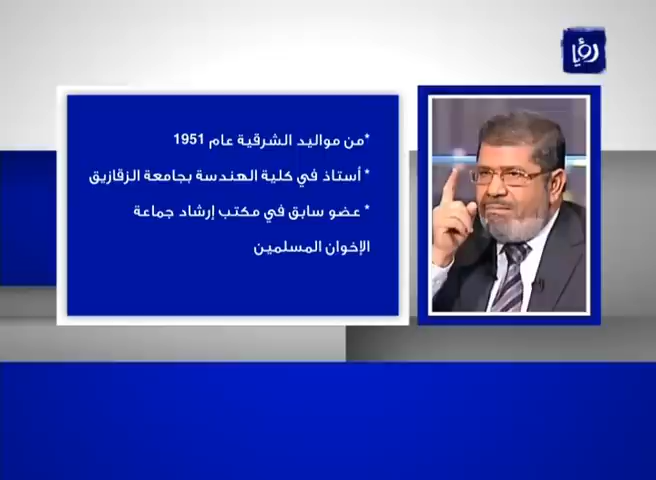 رؤيا
*من مواليد الشرقية عام 1951
* أستاذ في كلية الهندسة بجامعة الزقازيق
* عضو سابق في مكتب إرشاد جماعة
الإخوان المسلمين